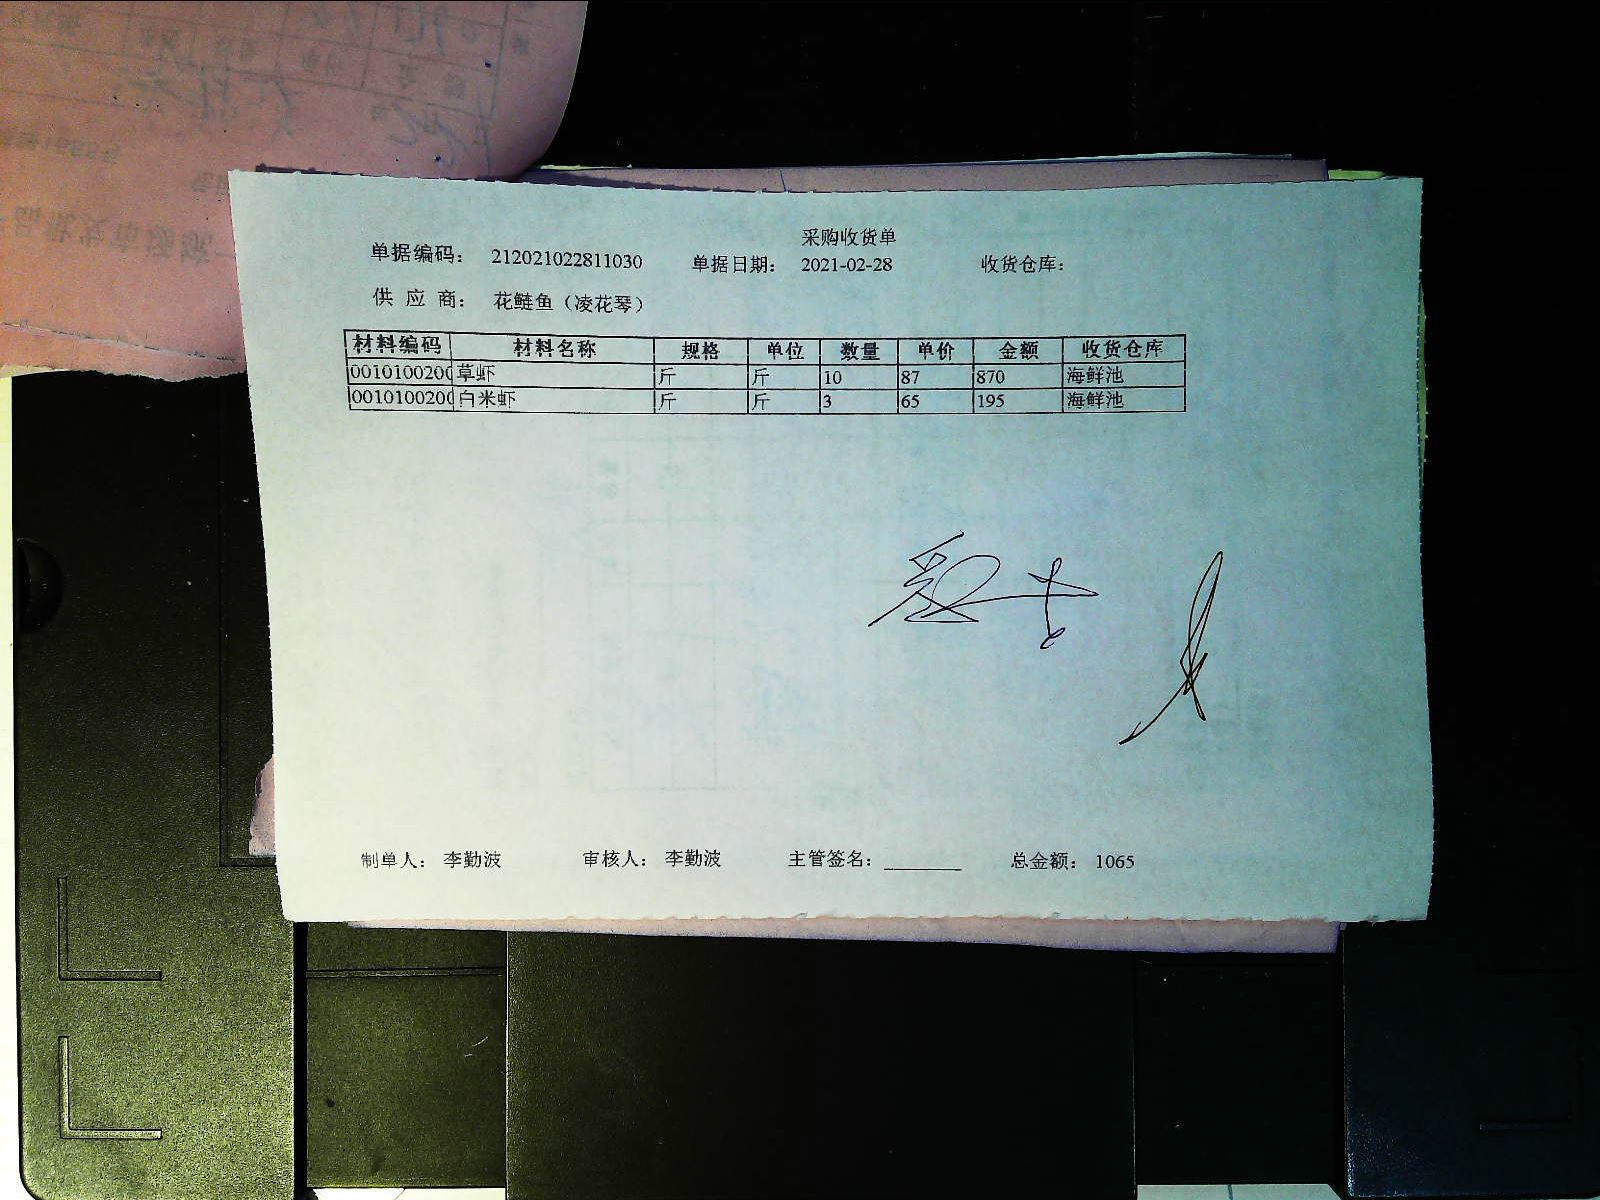 采购收货单
单据编码： 212021022811030 单据日期： 2021-02-28 收货仓库：
供 应 商： 花鲢鱼（凌花琴）
材料编码 材料名称 规格 单位 数量 单价 金额 收货仓库
0010100200 草虾 斤 斤 10 87 870 海鲜池
0010100200 白米虾 斤 斤 3 65 195 海鲜池
制单人： 李勤波 审核人： 李勤波 主管签名： 总金额： 1065